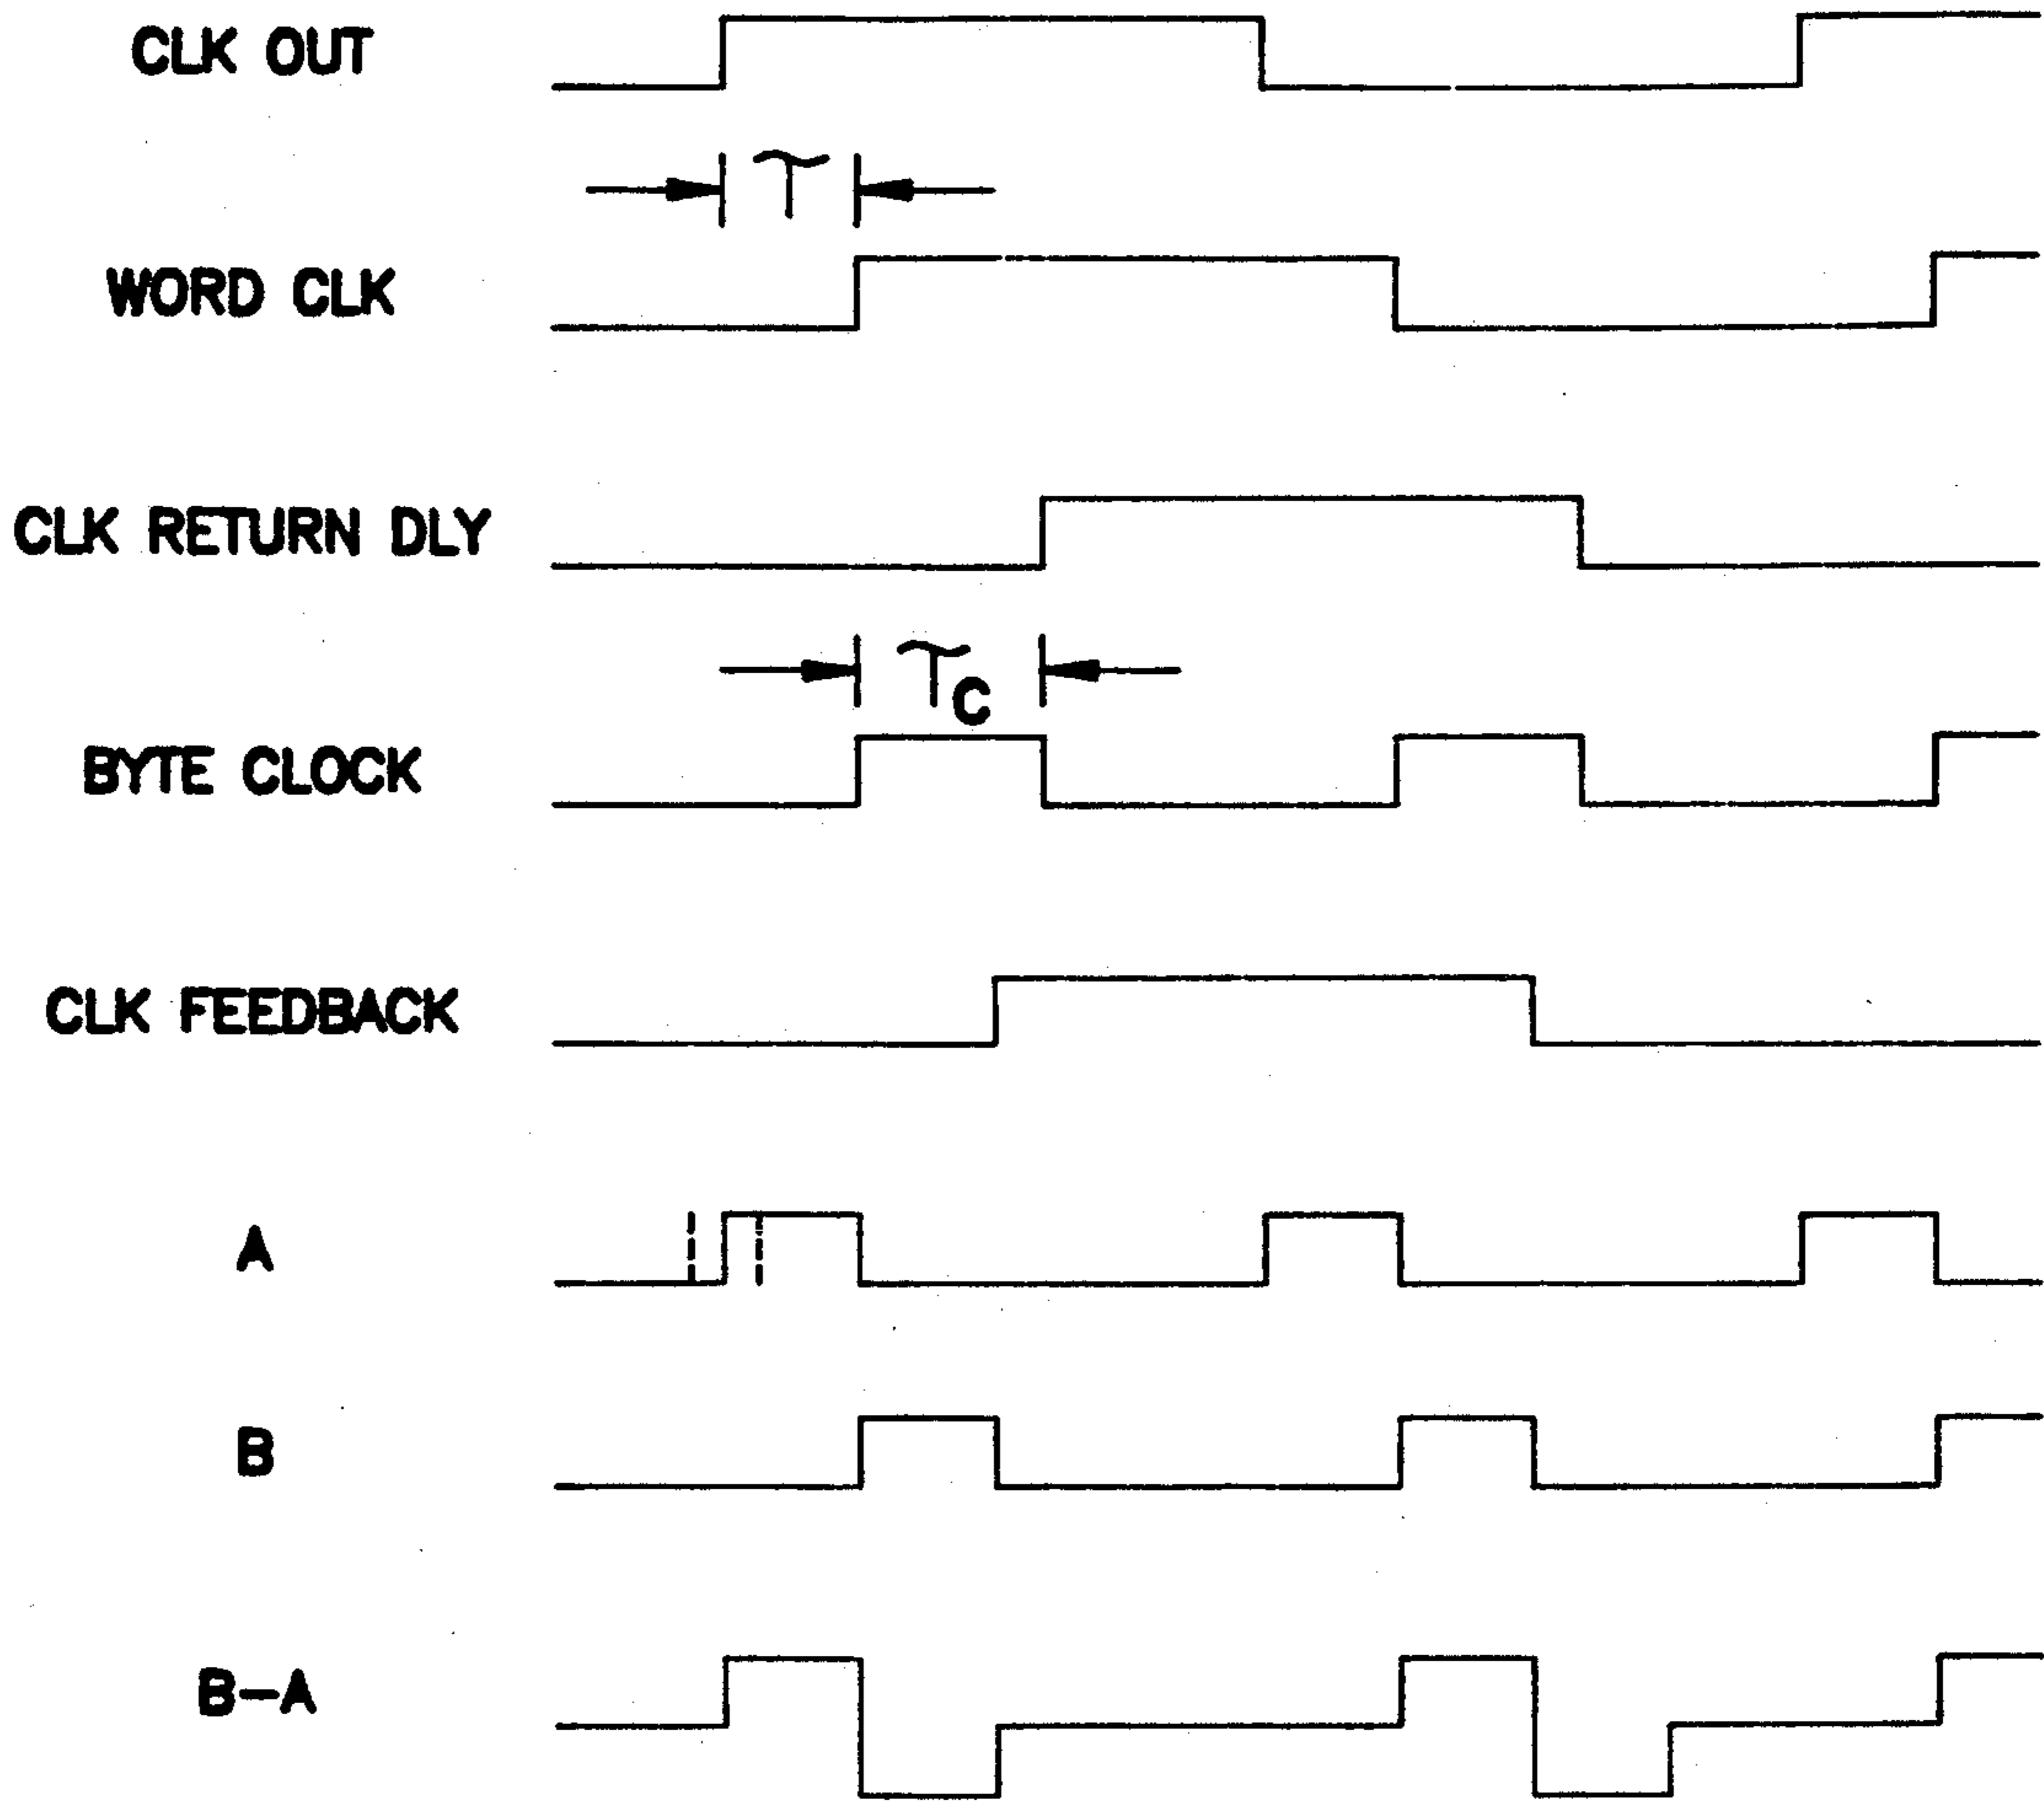 CLK OUT
τ
WORD CLK
CLK RETURN DLY
τC
BYTE CLOCK
CLK FEEDBACK
A
B
B-A